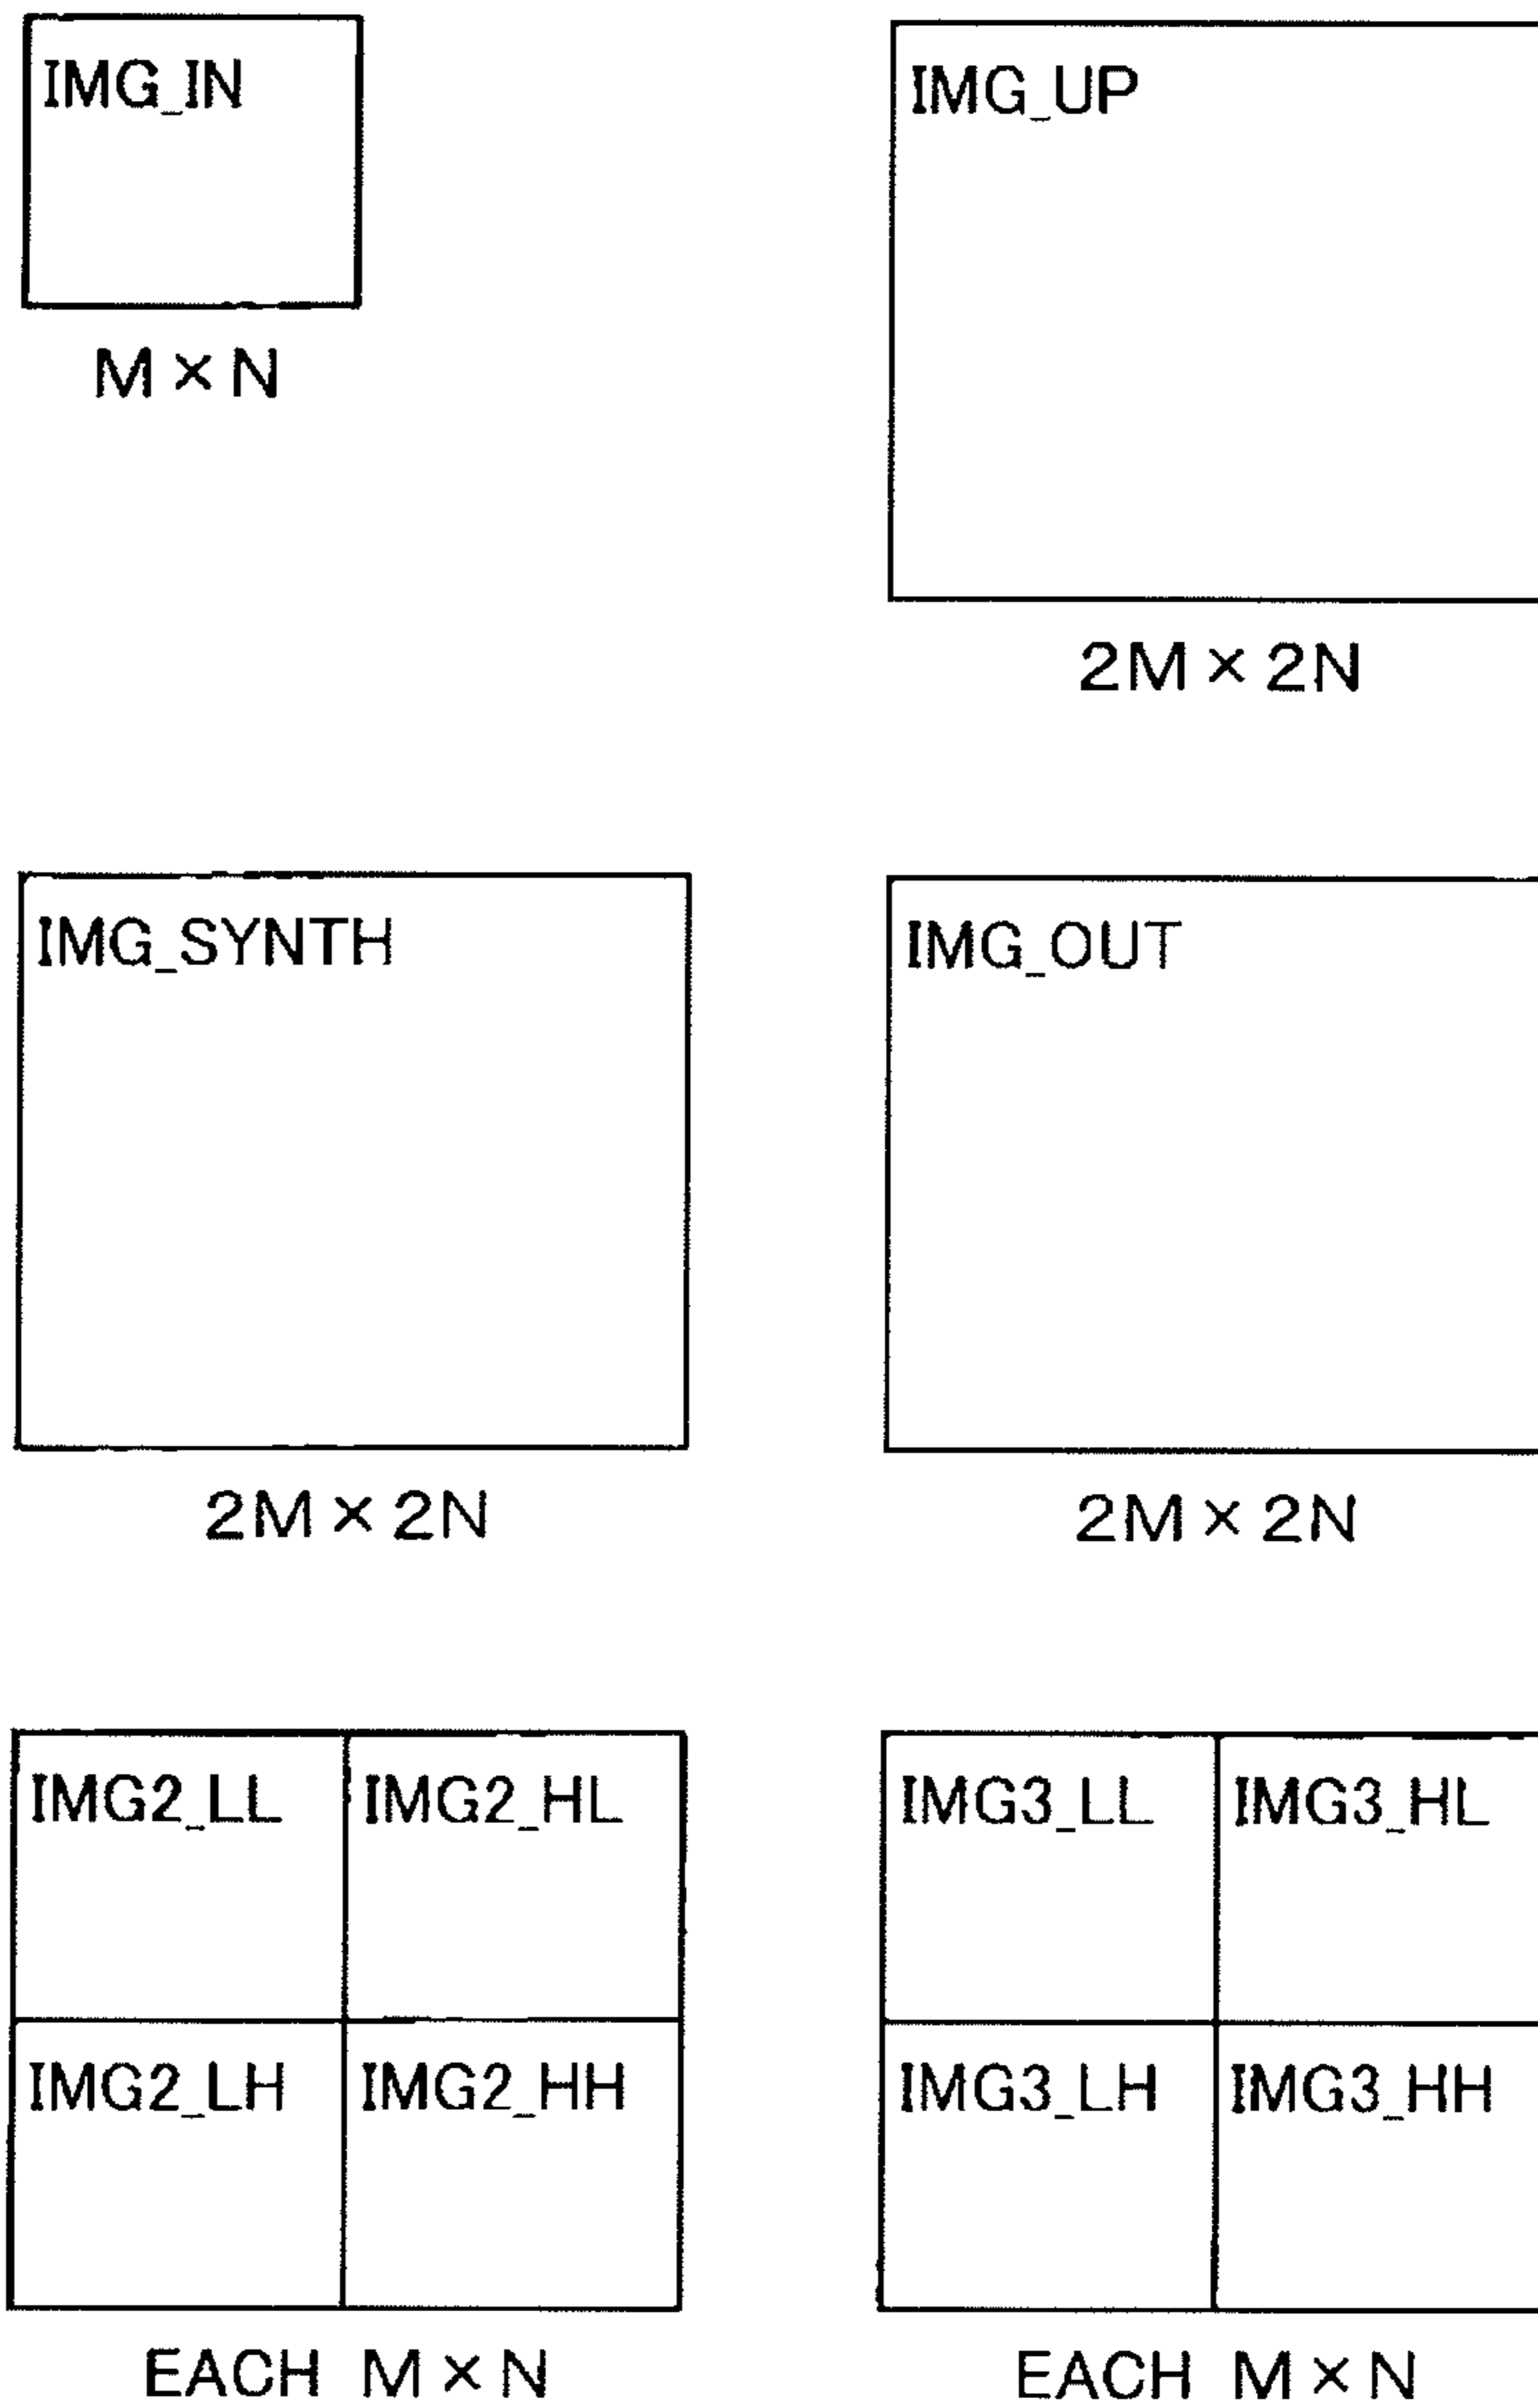 IMG_IN
M×N
IMG_UP
2M×2N
IMG_SYNTH
2M×2N
IMG_OUT
2M×2N
IMG2_LL
IMG2_HL
IMG2_LH
IMG2_HH
EACH M×N
IMG3_LL
IMG3_HL
IMG3_LH
IMG3_HH
EACH M×N